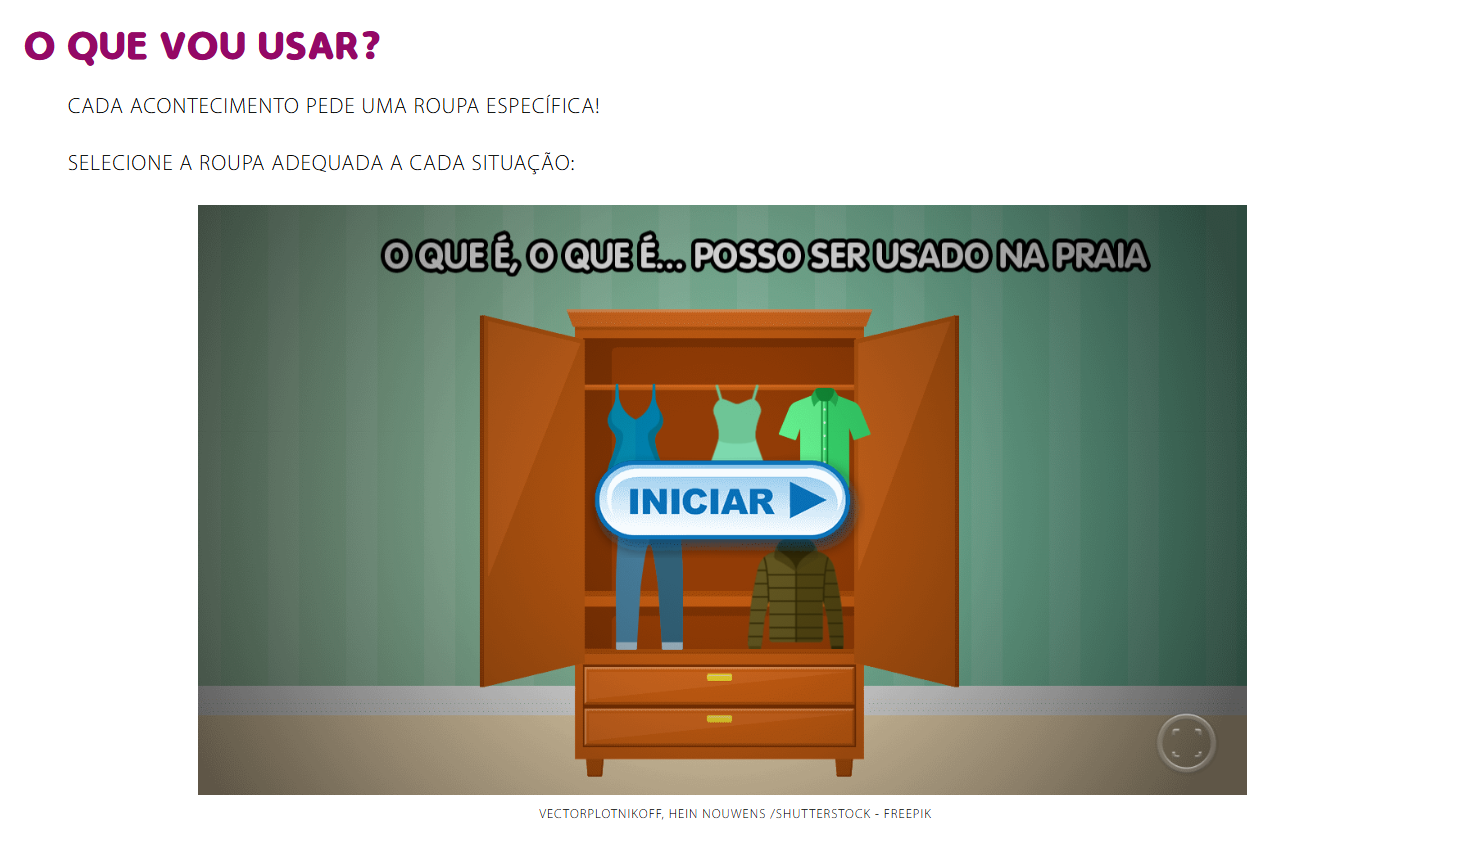 O QUE VOU USAR?
CADA ACONTECIMENTO PEDE UMA ROUPA ESPECÍFICA!
SELECIONE A ROUPA ADEQUADA A CADA SITUAÇÃO:
O QUE É, O QUE É... POSSO SER USADO NA PRAIA
INICIAR
VECTORPLOTNIKOFF, HEIN NOUWENS /SHUTTERSTOCK - FREEPIK